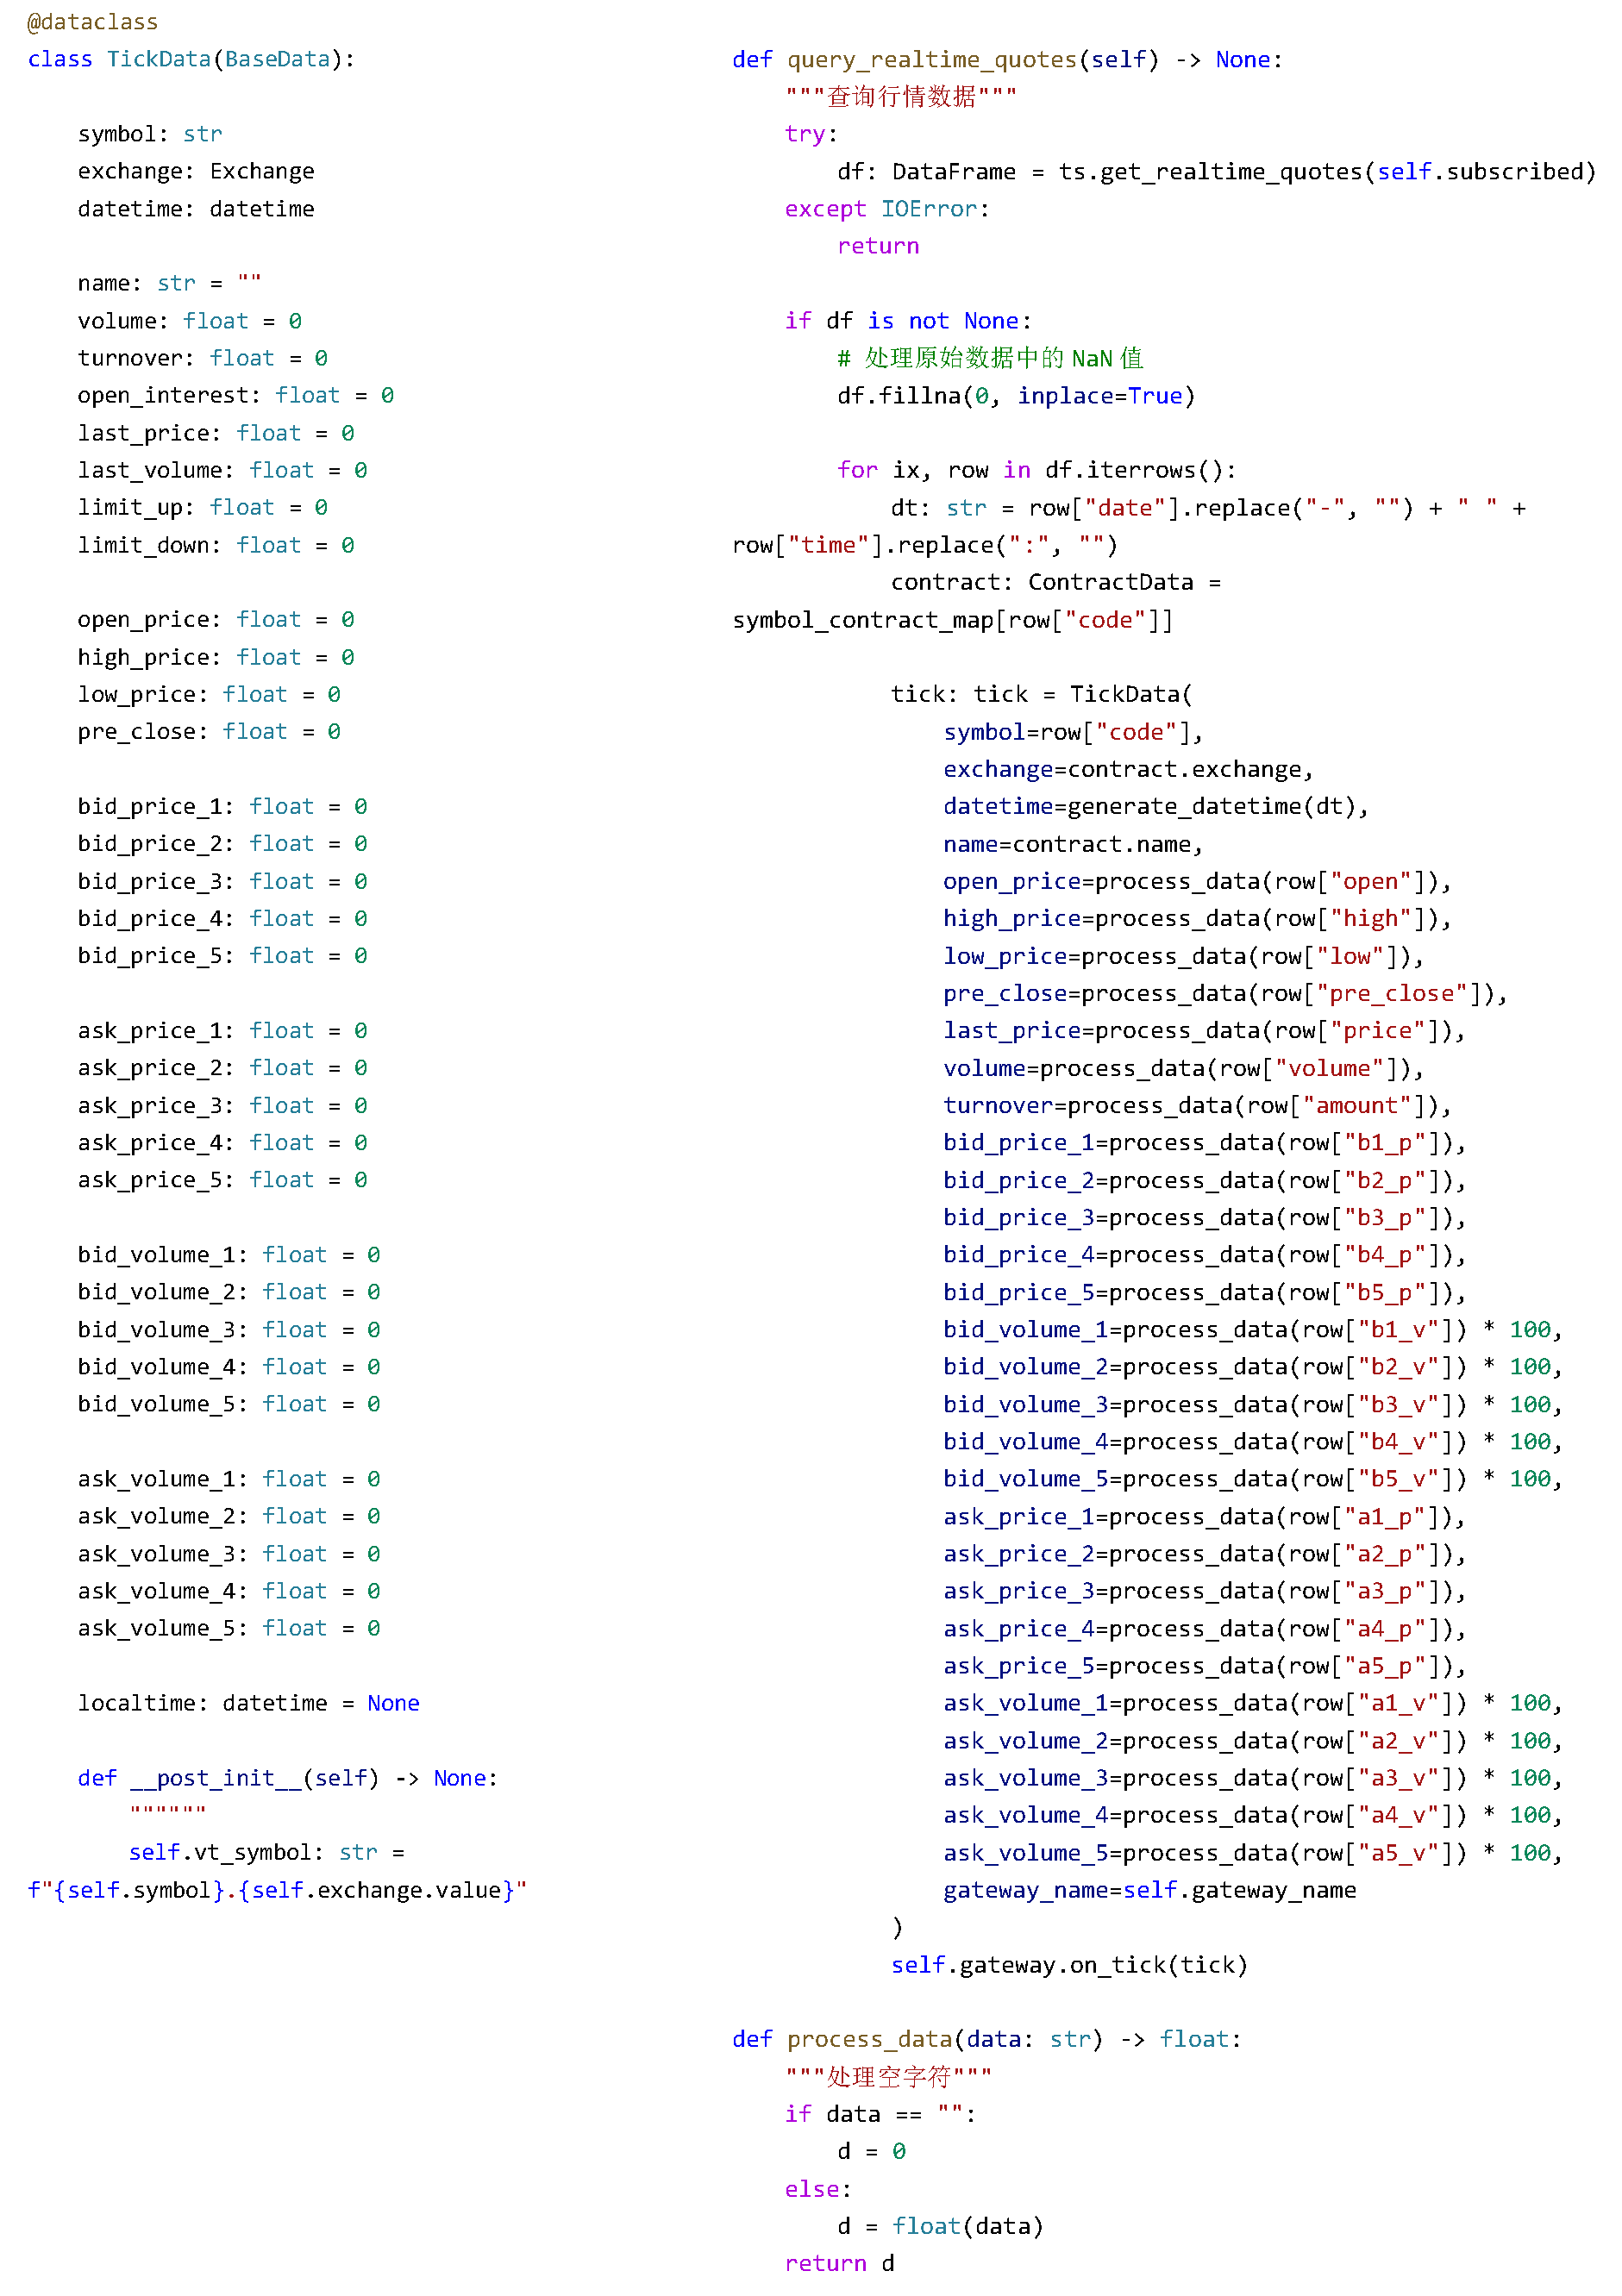 @dataclass
class TickData(BaseData):
symbol: str
exchange: Exchange
datetime: datetime
name: str = ""
volume: float = 0
turnover: float = 0
open_interest: float = 0
last_price: float = 0
last_volume: float = 0
limit_up: float = 0
limit_down: float = 0
open_price: float = 0
high_price: float = 0
low_price: float = 0
pre_close: float = 0
bid_price_1: float = 0
bid_price_2: float = 0
bid_price_3: float = 0
bid_price_4: float = 0
bid_price_5: float = 0
ask_price_1: float = 0
ask_price_2: float = 0
ask_price_3: float = 0
ask_price_4: float = 0
ask_price_5: float = 0
bid_volume_1: float = 0
bid_volume_2: float = 0
bid_volume_3: float = 0
bid_volume_4: float = 0
bid_volume_5: float = 0
ask_volume_1: float = 0
ask_volume_2: float = 0
ask_volume_3: float = 0
ask_volume_4: float = 0
ask_volume_5: float = 0
localtime: datetime = None
def __post_init__(self) -> None:
""""""
self.vt_symbol: str =
f"{self.symbol}.{self.exchange.value}"
def query_realtime_quotes(self) -> None:
"""查询行情数据"""
try:
df: DataFrame = ts.get_realtime_quotes(self.subscribed)
except IOError:
return
if df is not None:
# 处理原始数据中的 NaN 值
df.fillna(0, inplace=True)
for ix, row in df.iterrows():
dt: str = row["date"].replace("-", "") + " " +
row["time"].replace(":", "")
contract: ContractData =
symbol_contract_map[row["code"]]
tick: tick = TickData(
symbol=row["code"],
exchange=contract.exchange,
datetime=generate_datetime(dt),
name=contract.name,
open_price=process_data(row["open"]),
high_price=process_data(row["high"]),
low_price=process_data(row["low"]),
pre_close=process_data(row["pre_close"]),
last_price=process_data(row["price"]),
volume=process_data(row["volume"]),
turnover=process_data(row["amount"]),
bid_price_1=process_data(row["b1_p"]),
bid_price_2=process_data(row["b2_p"]),
bid_price_3=process_data(row["b3_p"]),
bid_price_4=process_data(row["b4_p"]),
bid_price_5=process_data(row["b5_p"]),
bid_volume_1=process_data(row["b1_v"]) * 100,
bid_volume_2=process_data(row["b2_v"]) * 100,
bid_volume_3=process_data(row["b3_v"]) * 100,
bid_volume_4=process_data(row["b4_v"]) * 100,
bid_volume_5=process_data(row["b5_v"]) * 100,
ask_price_1=process_data(row["a1_p"]),
ask_price_2=process_data(row["a2_p"]),
ask_price_3=process_data(row["a3_p"]),
ask_price_4=process_data(row["a4_p"]),
ask_price_5=process_data(row["a5_p"]),
ask_volume_1=process_data(row["a1_v"]) * 100,
ask_volume_2=process_data(row["a2_v"]) * 100,
ask_volume_3=process_data(row["a3_v"]) * 100,
ask_volume_4=process_data(row["a4_v"]) * 100,
ask_volume_5=process_data(row["a5_v"]) * 100,
gateway_name=self.gateway_name
)
self.gateway.on_tick(tick)
def process_data(data: str) -> float:
"""处理空字符"""
if data == "":
d = 0
else:
d = float(data)
return d